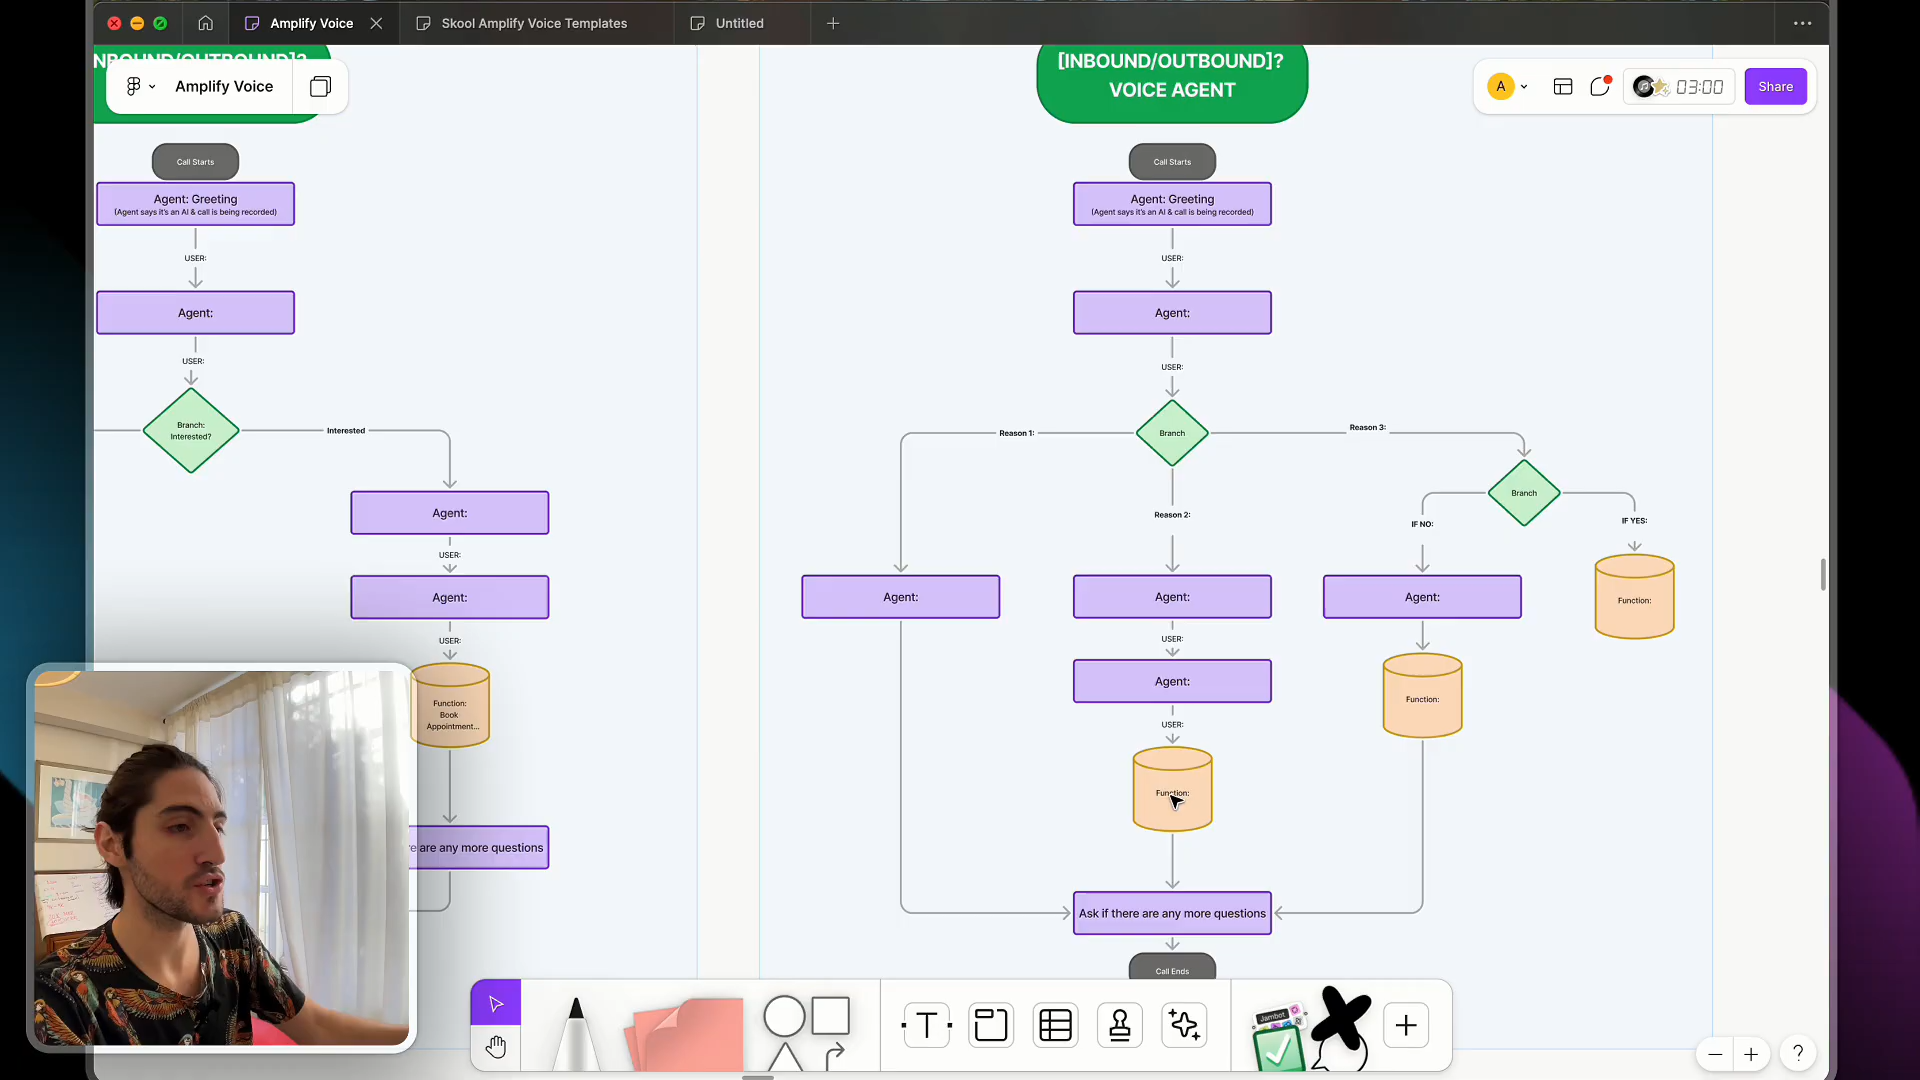 Amplify Voice
Skool Amplify Voice Templates
Untitled
[INBOUND/OUTBOUND]?
VOICE AGENT
Amplify Voice
A
03:00
Share
Call Starts
Agent: Greeting
(Agent says it's an AI & call is being recorded)
USER:
Agent:
USER:
Branch:
Interested?
Interested
Agent:
USER:
Agent:
USER:
Function:
Book
Appointment...
are any more questions
Call Starts
Agent: Greeting
(Agent says it's an AI & call is being recorded)
USER:
Agent:
USER:
Branch
Reason 1:
Reason 2:
Reason 3:
Branch
IF NO:
IF YES:
Agent:
Agent:
Agent:
Function:
USER:
Agent:
Function:
USER:
Function:
Ask if there are any more questions
Call Ends
T
Jambot
?